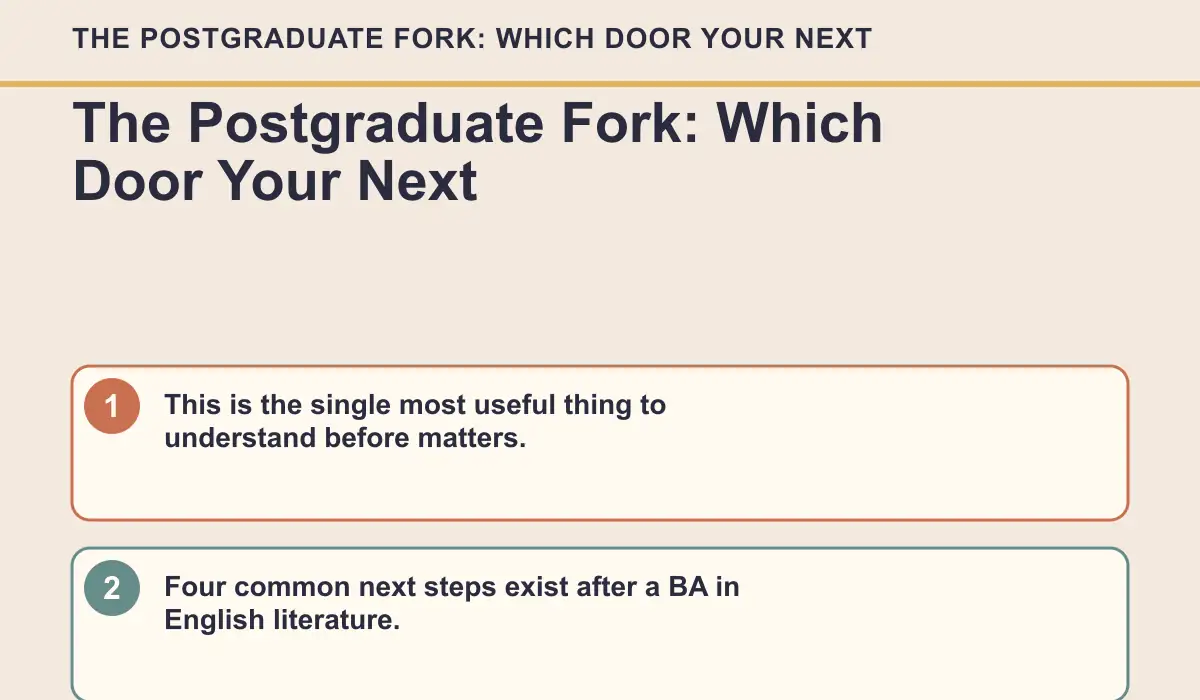 THE POSTGRADUATE FORK: WHICH DOOR YOUR NEXT
The Postgraduate Fork: Which
Door Your Next
1
This is the single most useful thing to
understand before matters.
2
Four common next steps exist after a BA in
English literature.